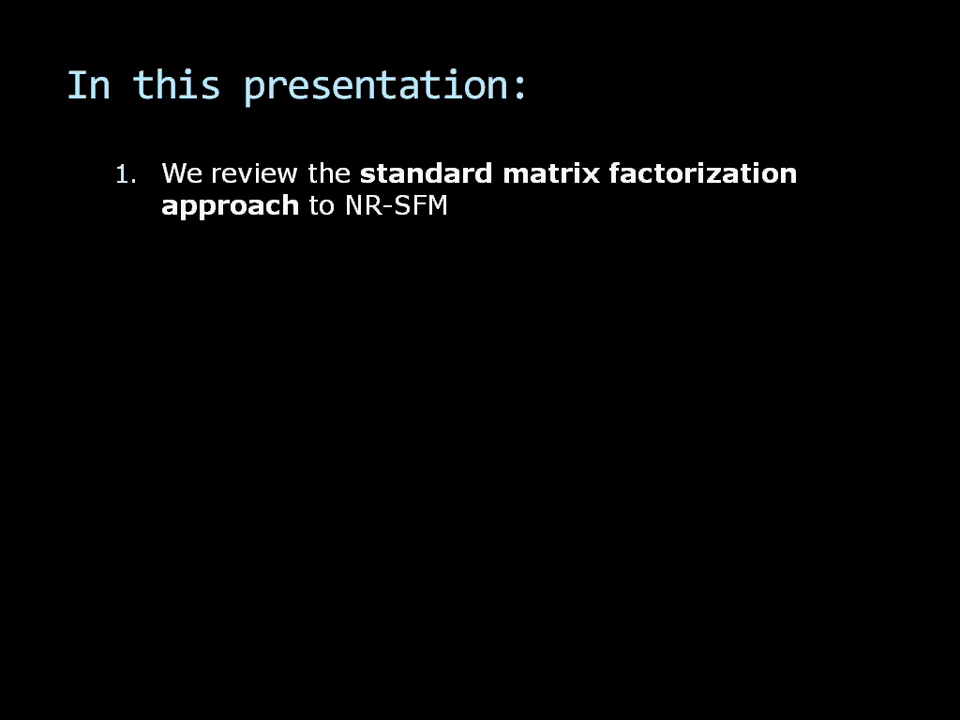 In this presentation:
1. We review the standard matrix factorization
approach to NR-SFM